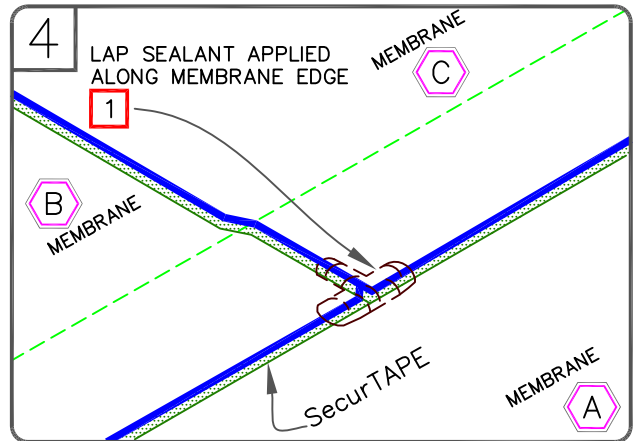 4
LAP SEALANT APPLIED
ALONG MEMBRANE EDGE
1
MEMBRANE
C
B
MEMBRANE
SecurTAPE
MEMBRANE
A